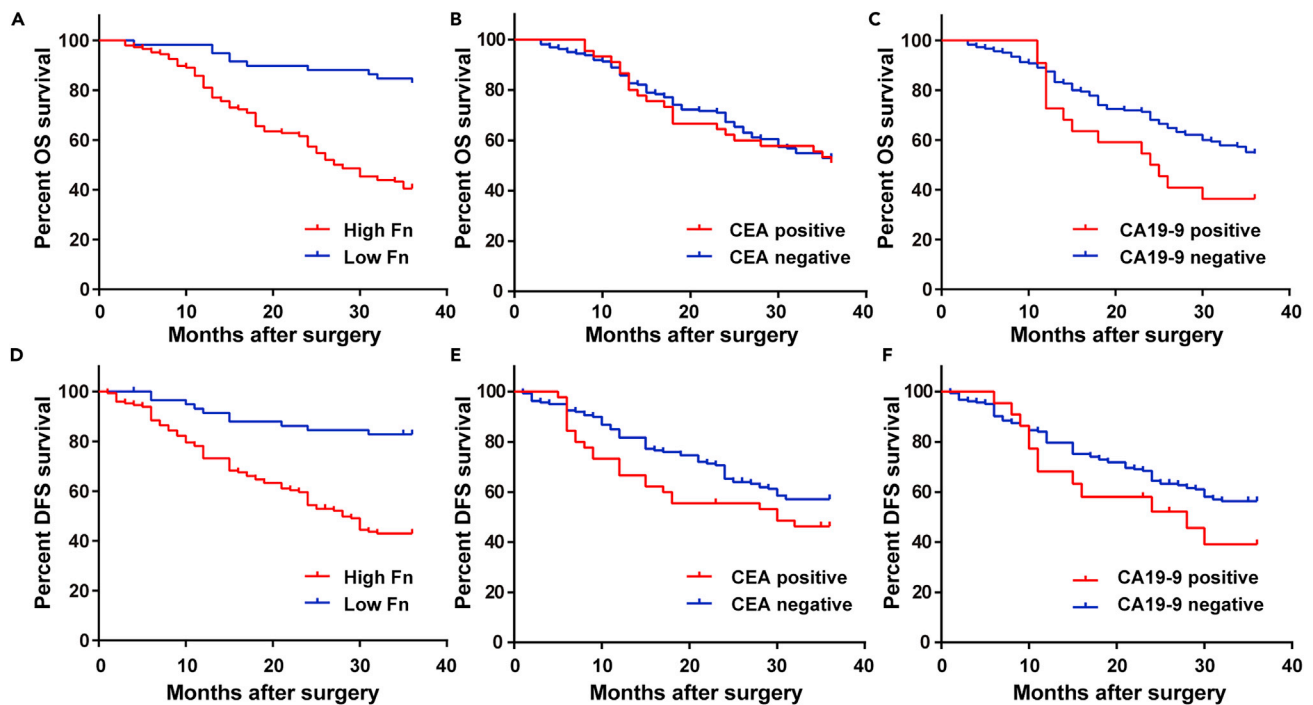 A
Percent OS survival
100
80
60
40
20
0
High Fn
Low Fn
0 10 20 30 40
Months after surgery
B
Percent OS survival
100
80
60
40
20
0
CEA positive
CEA negative
0 10 20 30 40
Months after surgery
C
Percent OS survival
100
80
60
40
20
0
CA19-9 positive
CA19-9 negative
0 10 20 30 40
Months after surgery
D
Percent DFS survival
100
80
60
40
20
0
High Fn
Low Fn
0 10 20 30 40
Months after surgery
E
Percent DFS survival
100
80
60
40
20
0
CEA positive
CEA negative
0 10 20 30 40
Months after surgery
F
Percent DFS survival
100
80
60
40
20
0
CA19-9 positive
CA19-9 negative
0 10 20 30 40
Months after surgery